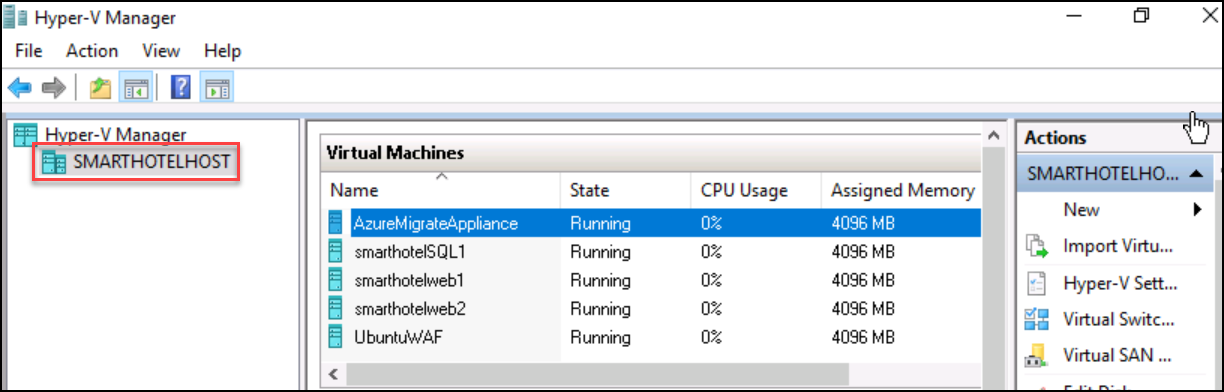 Hyper-V Manager
File Action View Help
Hyper-V Manager
SMARTHOTELHOST
Virtual Machines
Name State CPU Usage Assigned Memory
AzureMigrateAppliance Running 0% 4096 MB
smarthotelSQL1 Running 0% 4096 MB
smarthotelweb1 Running 0% 4096 MB
smarthotelweb2 Running 0% 4096 MB
UbuntuWAF Running 0% 4096 MB
Actions
SMARTHOTELHO...
New
Import Virtu...
Hyper-V Sett...
Virtual Switc...
Virtual SAN ...